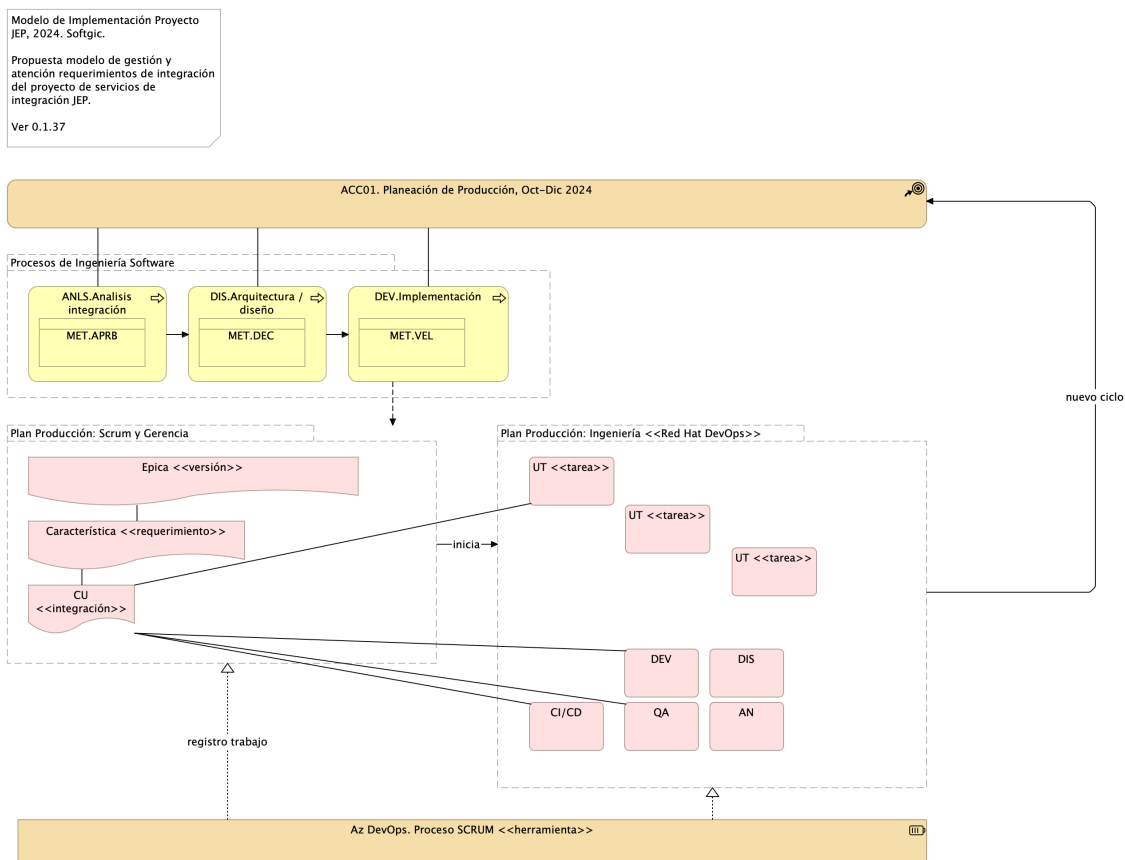 Modelo de Implementación Proyecto
JEP, 2024. Softgic.
Propuesta modelo de gestión y
atención requerimientos de integración
del proyecto de servicios de
integración JEP.
Ver 0.1.37
ACC01. Planeación de Producción, Oct-Dic 2024
Procesos de Ingeniería Software
ANLS.Analisis
integración
MET.APRB
DIS.Arquitectura /
diseño
MET.DEC
DEV.Implementación
MET.VEL
nuevo ciclo
Plan Producción: Scrum y Gerencia
Epica <<versión>>
Característica <<requerimiento>>
CU
<<integración>>
inicia
Plan Producción: Ingeniería <<Red Hat DevOps>>
UT <<tarea>>
UT <<tarea>>
UT <<tarea>>
DEV
DIS
CI/CD
QA
AN
registro trabajo
Az DevOps. Proceso SCRUM <<herramienta>>